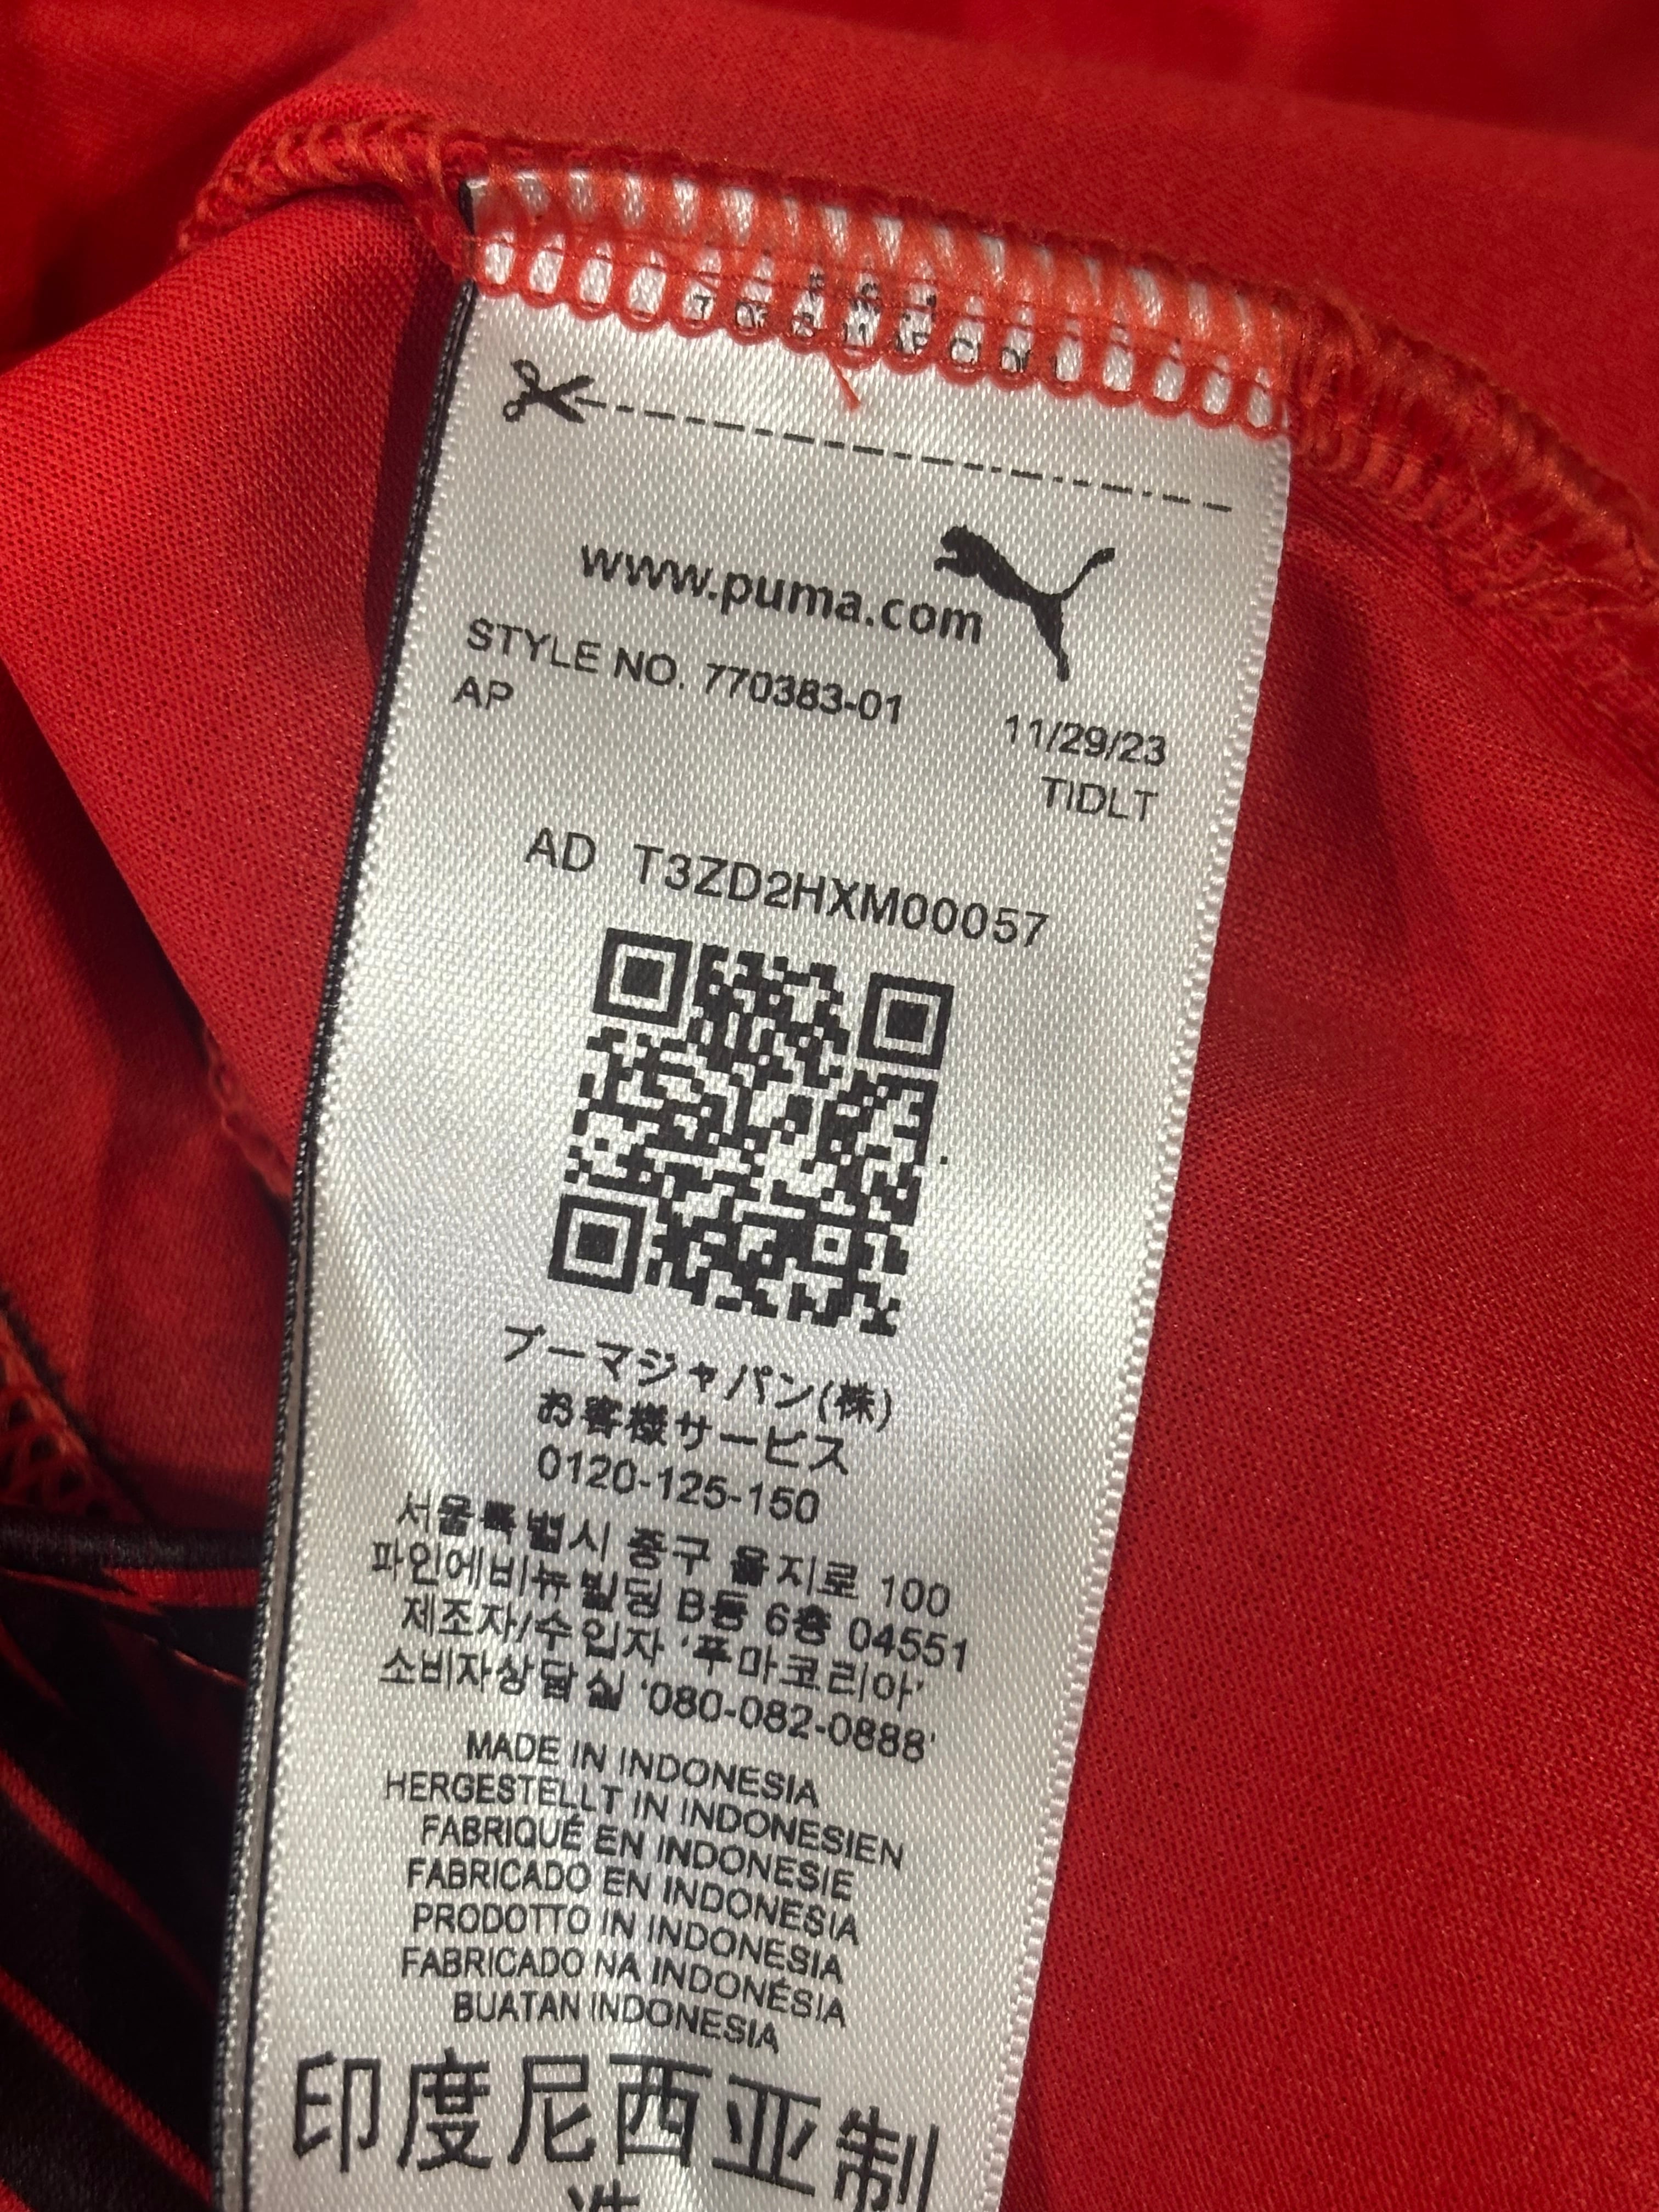 www.puma.com
STYLE NO. 770383-01 11/29/23
AP TIDLT
AD T3ZD2HXM00057
プーマジャパン(株)
お客様サービス
0120-125-150
서울특별시 중구 을지로 100
파인에비뉴빌딩 B동 6층 04551
제조자/수입자 '푸마코리아'
소비자상담실 '080-082-0888'
MADE IN INDONESIA
HERGESTELLT IN INDONESIEN
FABRIQUÉ EN INDONESIE
FABRICADO EN INDONESIA
PRODOTTO IN INDONESIA
FABRICADO NA INDONÉSIA
BUATAN INDONESIA
印度尼西亚制
造